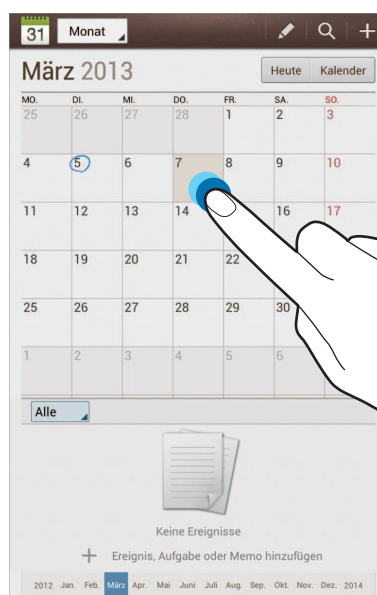 31 Monat
März 2013 Heute Kalender
MO. DI. MI. DO. FR. SA. SO.
25 26 27 28 1 2 3
4 5 6 7 8 9 10
11 12 13 14 16 17
18 19 20 21 22
25 26 27 28 29 30
1 2 3 4 5 6
Alle
Keine Ereignisse
Ereignis, Aufgabe oder Memo hinzufügen
2012 Jan. Feb. März Apr. Mai Juni Juli Aug. Sep. Okt. Nov. Dez. 2014